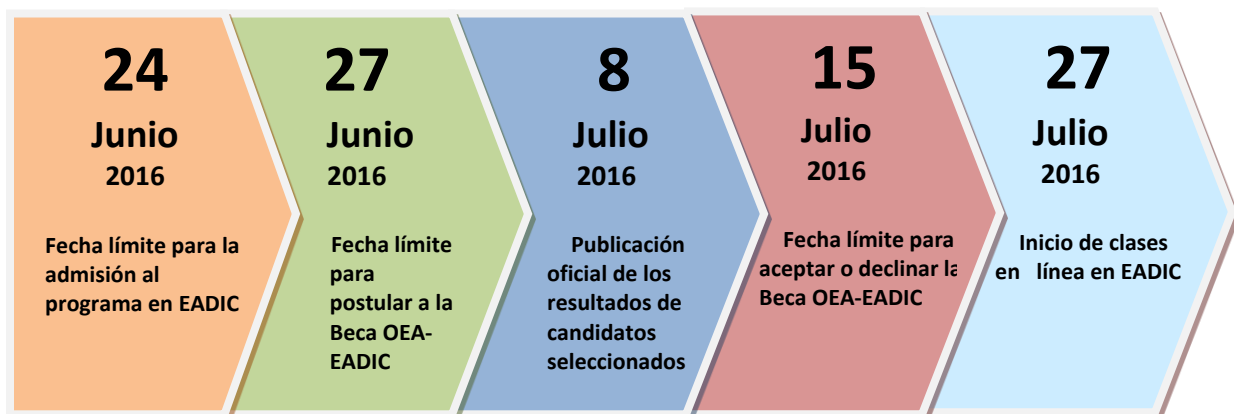 24
Junio
2016
Fecha límite para la
admisión al
programa en EADIC
27
Junio
2016
Fecha límite
para
postular a la
Beca OEA-
EADIC
8
Julio
2016
Publicación
oficial de los
resultados de
candidatos
seleccionados
15
Julio
2016
Fecha límite para
aceptar o declinar la
Beca OEA-EADIC
27
Julio
2016
Inicio de clases
en línea en EADIC